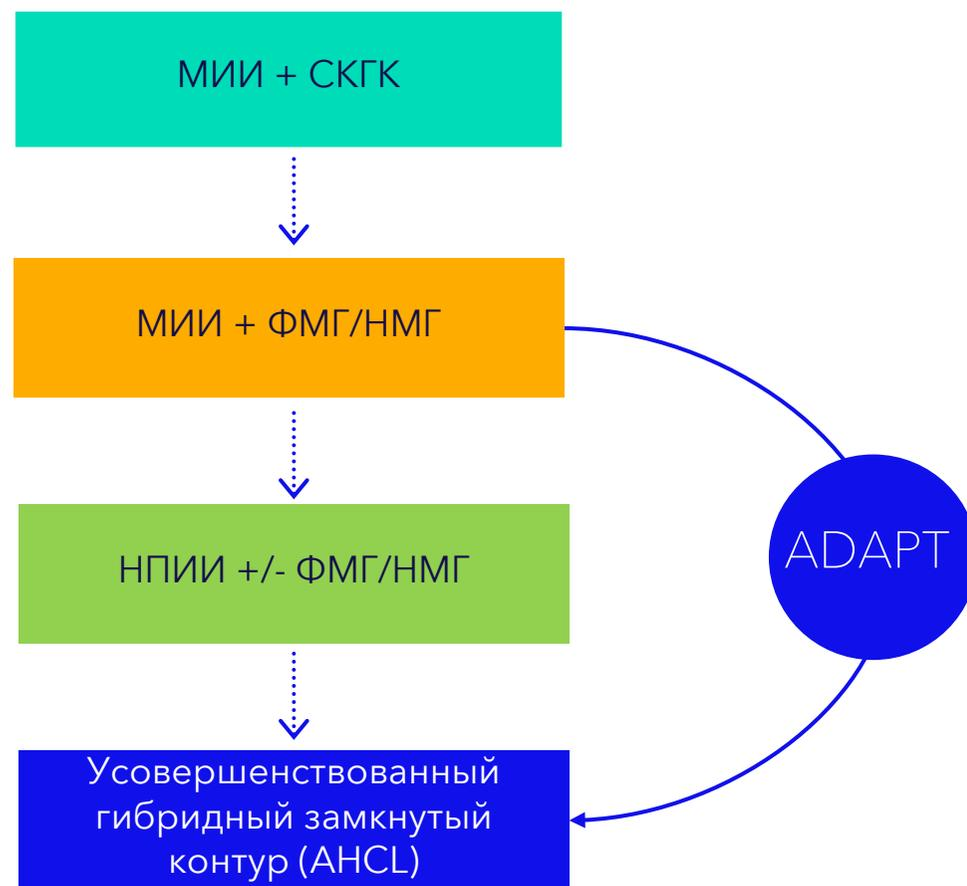 МИИ + СКГК
МИИ + ФМГ/НМГ
НПИИ +/- ФМГ/НМГ
ADAPT
Усовершенствованный
гибридный замкнутый
контур (AHCL)